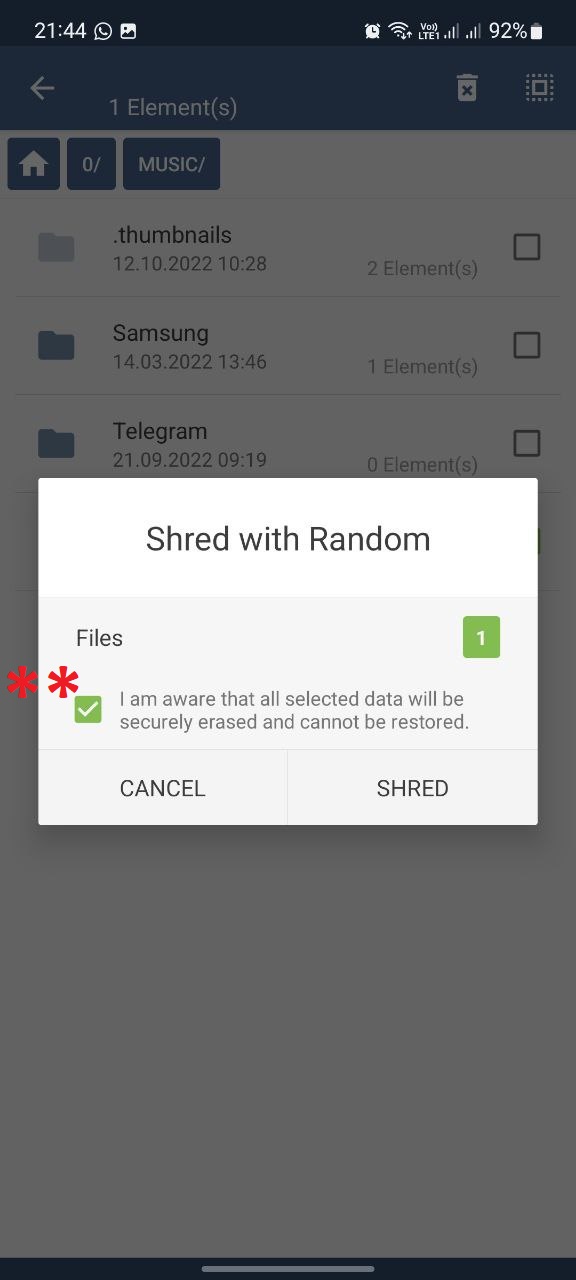 21:44
Vo)) LTE1 92%
1 Element(s)
0/
MUSIC/
.thumbnails
12.10.2022 10:28
2 Element(s)
Samsung
14.03.2022 13:46
1 Element(s)
Telegram
21.09.2022 09:19
0 Element(s)
Shred with Random
Files
1
**
I am aware that all selected data will be
securely erased and cannot be restored.
CANCEL
SHRED